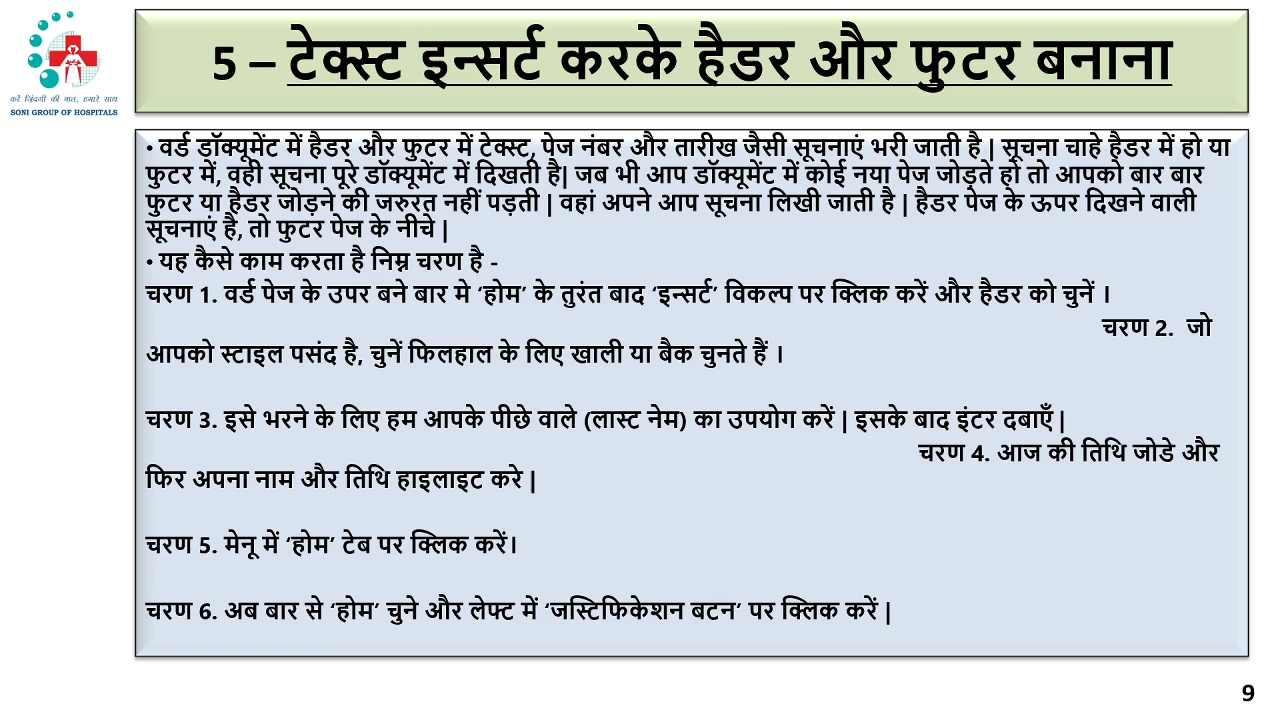 करें ज़िंदगी की बात, हमारे साथ
SONI GROUP OF HOSPITALS
5 – टेक्स्ट इन्सर्ट करके हैडर और फुटर बनाना
• वर्ड डॉक्यूमेंट में हैडर और फुटर में टेक्स्ट, पेज नंबर और तारीख जैसी सूचनाएं भरी जाती है | सूचना चाहे हैडर में हो या
फुटर में, वही सूचना पूरे डॉक्यूमेंट में दिखती है| जब भी आप डॉक्यूमेंट में कोई नया पेज जोड़ते हो तो आपको बार बार
फुटर या हैडर जोड़ने की जरुरत नहीं पड़ती | वहां अपने आप सूचना लिखी जाती है | हैडर पेज के ऊपर दिखने वाली
सूचनाएं है, तो फुटर पेज के नीचे |
• यह कैसे काम करता है निम्न चरण है -
चरण 1. वर्ड पेज के उपर बने बार मे ‘होम’ के तुरंत बाद ‘इन्सर्ट’ विकल्प पर क्लिक करें और हैडर को चुनें ।
चरण 2. जो
आपको स्टाइल पसंद है, चुनें फिलहाल के लिए खाली या बैक चुनते हैं ।
चरण 3. इसे भरने के लिए हम आपके पीछे वाले (लास्ट नेम) का उपयोग करें | इसके बाद इंटर दबाएँ |
चरण 4. आज की तिथि जोडे और
फिर अपना नाम और तिथि हाइलाइट करे |
चरण 5. मेनू में ‘होम’ टेब पर क्लिक करें।
चरण 6. अब बार से ‘होम’ चुने और लेफ्ट में ‘जस्टिफिकेशन बटन’ पर क्लिक करें |
9